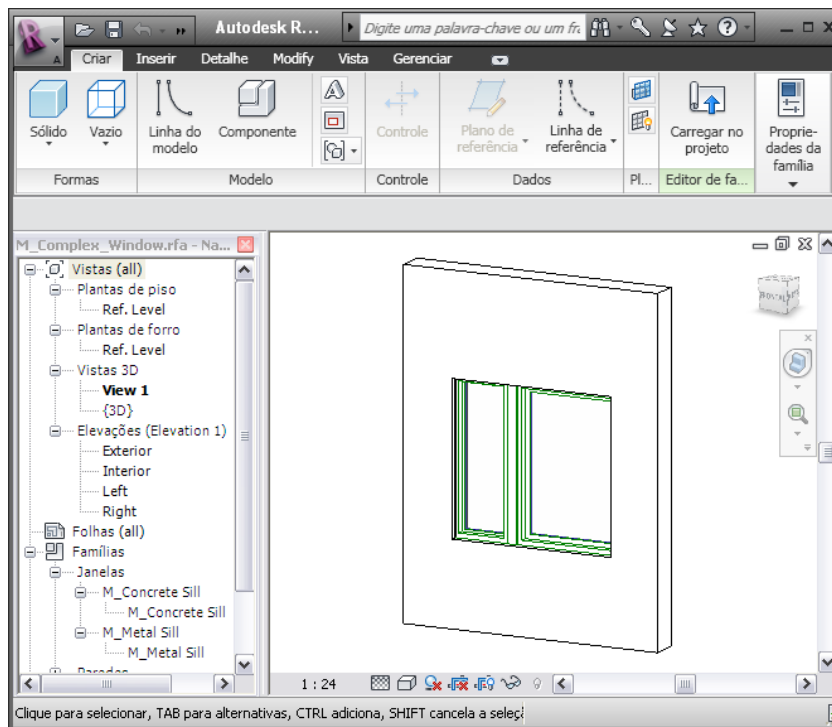 Autodesk R...
Digite uma palavra-chave ou um fra
A
Criar Inserir Detalhe Modify Vista Gerenciar
Sólido Vazio Linha do modelo Componente Controle Plano de referência Linha de referência Carregar no projeto Proprie-dades da família
Formas Modelo Controle Dados Pl... Editor de fa...
M_Complex_Window.rfa - Na...
Vistas (all)
Plantas de piso
Ref. Level
Plantas de forro
Ref. Level
Vistas 3D
View 1
{3D}
Elevações (Elevation 1)
Exterior
Interior
Left
Right
Folhas (all)
Famílias
Janelas
M_Concrete Sill
M_Concrete Sill
M_Metal Sill
M_Metal Sill
Paredes
1 : 24
Clique para selecionar, TAB para alternativas, CTRL adiciona, SHIFT cancela a seleç